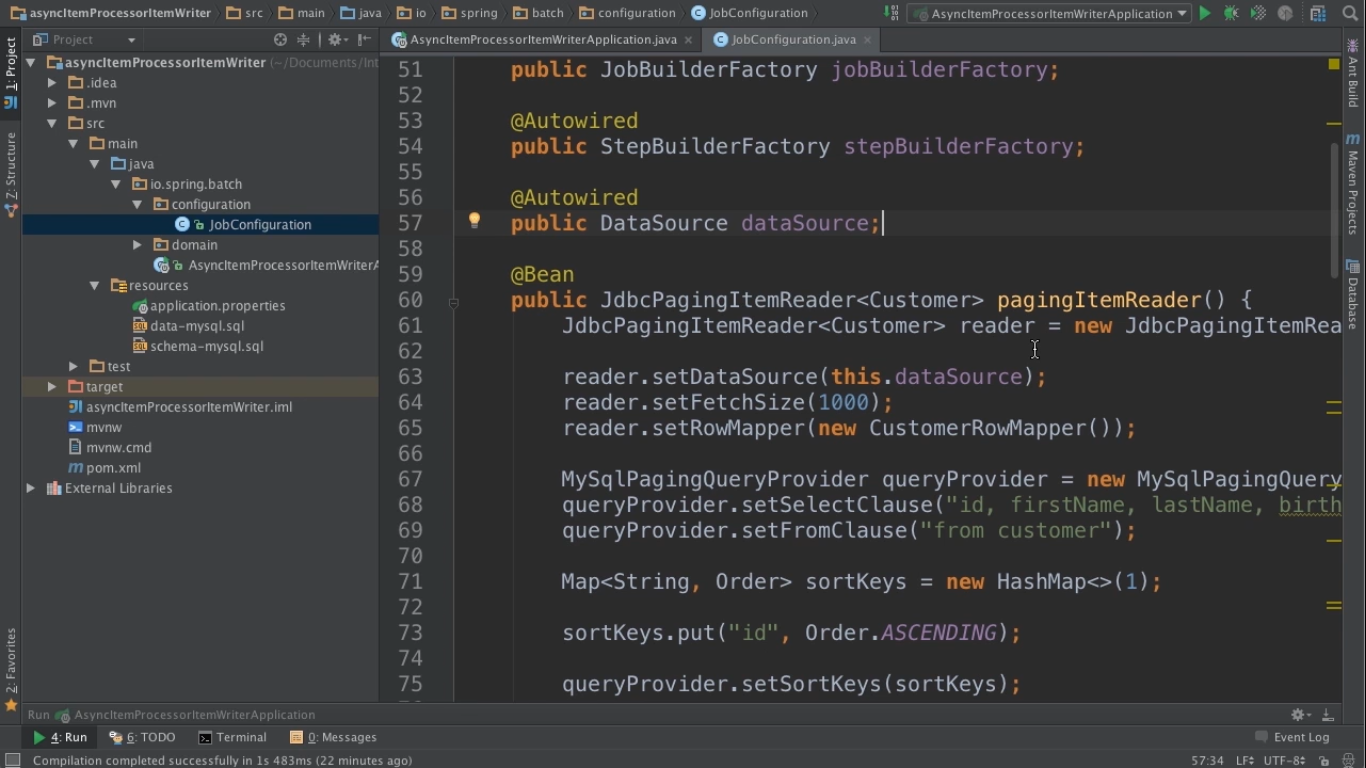 asyncItemProcessorItemWriter src main java io spring batch configuration JobConfiguration AsyncItemProcessorItemWriterApplication
Project
AsyncItemProcessorItemWriterApplication.java JobConfiguration.java
1: Project
Z: Structure
2: Favorites
asyncItemProcessorItemWriter (~/Documents/Int
.idea
.mvn
src
main
java
io.spring.batch
configuration
JobConfiguration
domain
AsyncItemProcessorItemWriterA
resources
application.properties
data-mysql.sql
schema-mysql.sql
test
target
asyncItemProcessorItemWriter.iml
mvnw
mvnw.cmd
pom.xml
External Libraries
51 public JobBuilderFactory jobBuilderFactory;
52
53 @Autowired
54 public StepBuilderFactory stepBuilderFactory;
55
56 @Autowired
57 public DataSource dataSource;
58
59 @Bean
60 public JdbcPagingItemReader<Customer> pagingItemReader() {
61 JdbcPagingItemReader<Customer> reader = new JdbcPagingItemRea
62
63 reader.setDataSource(this.dataSource);
64 reader.setFetchSize(1000);
65 reader.setRowMapper(new CustomerRowMapper());
66
67 MySqlPagingQueryProvider queryProvider = new MySqlPagingQuery
68 queryProvider.setSelectClause("id, firstName, lastName, birth
69 queryProvider.setFromClause("from customer");
70
71 Map<String, Order> sortKeys = new HashMap<>(1);
72
73 sortKeys.put("id", Order.ASCENDING);
74
75 queryProvider.setSortKeys(sortKeys);
Ant Build
Maven Projects
Database
Run AsyncItemProcessorItemWriterApplication
4: Run 6: TODO Terminal 0: Messages Event Log
Compilation completed successfully in 1s 483ms (22 minutes ago) 57:34 LF UTF-8